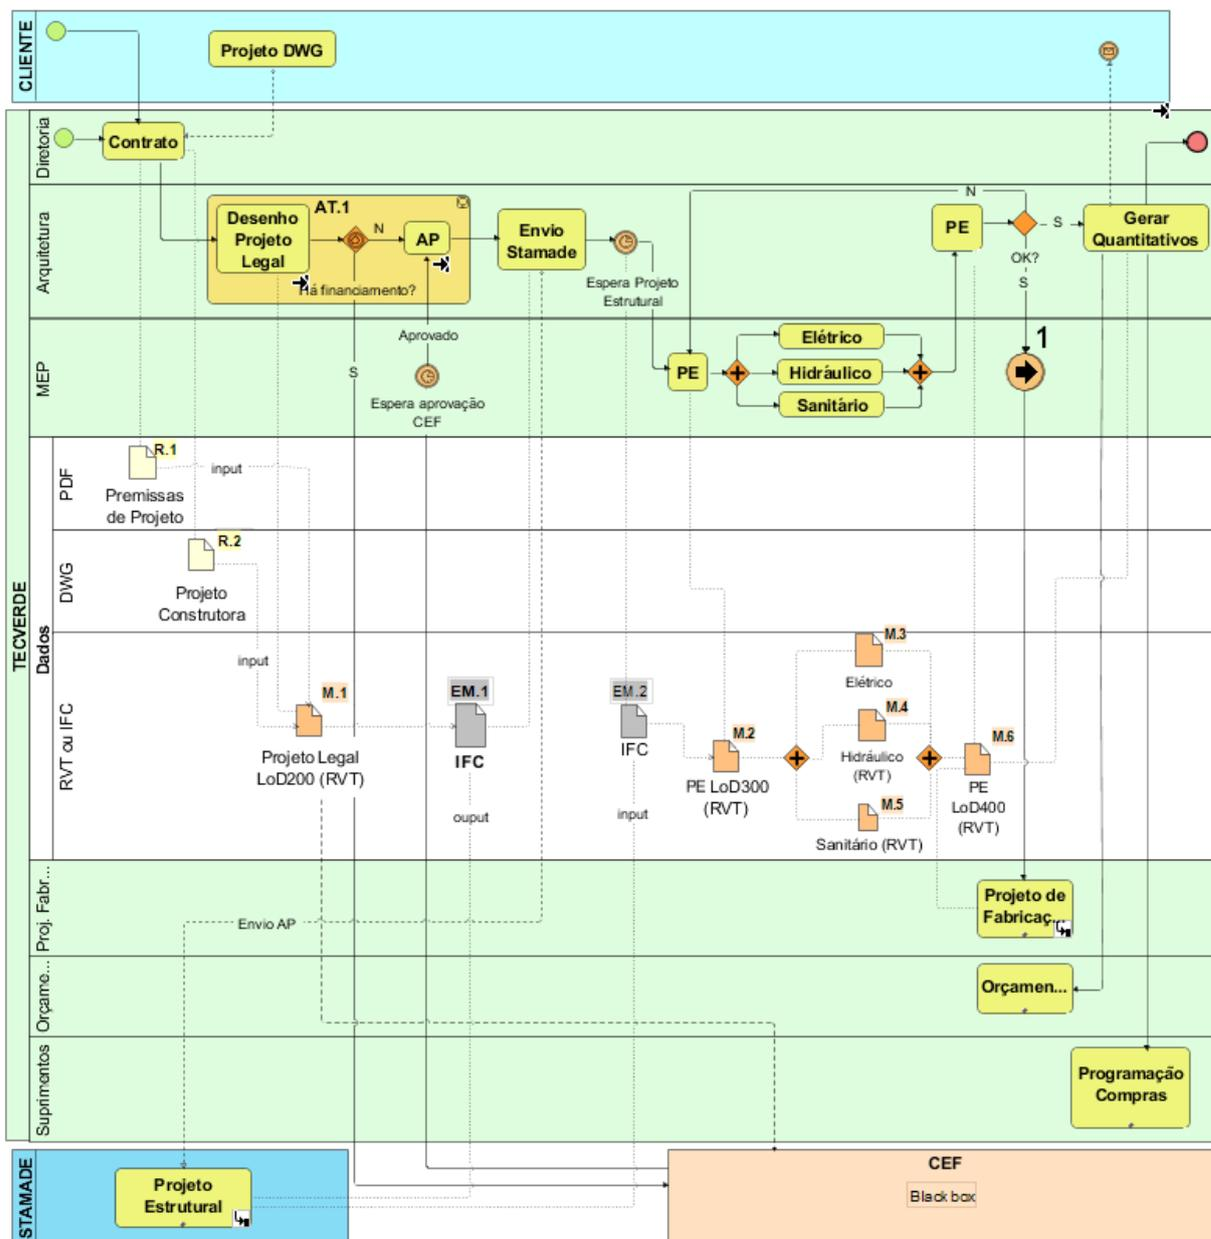 CLIENTE
Projeto DWG
TECVERDE
Diretoria
Contrato
Arquitetura
AT.1
Desenho
Projeto
Legal
N
AP
Há financiamento?
Envio
Stamade
Espera Projeto
Estrutural
N
PE
OK?
S
S
Gerar
Quantitativos
MEP
S
Aprovado
Espera aprovação
CEF
PE
Elétrico
Hidráulico
Sanitário
1
Dados
PDF
R.1
input
Premissas
de Projeto
DWG
R.2
Projeto
Construtora
RVT ou IFC
input
M.1
Projeto Legal
LoD200 (RVT)
EM.1
IFC
ouput
EM.2
IFC
input
M.2
PE LoD300
(RVT)
M.3
Elétrico
M.4
Hidráulico
(RVT)
M.5
Sanitário (RVT)
M.6
PE
LoD400
(RVT)
Proj. Fabr...
Envio AP
Projeto de
Fabricaç...
Orçame...
Orçamen...
Suprimentos
Programação
Compras
STAMADE
Projeto
Estrutural
CEF
Black box